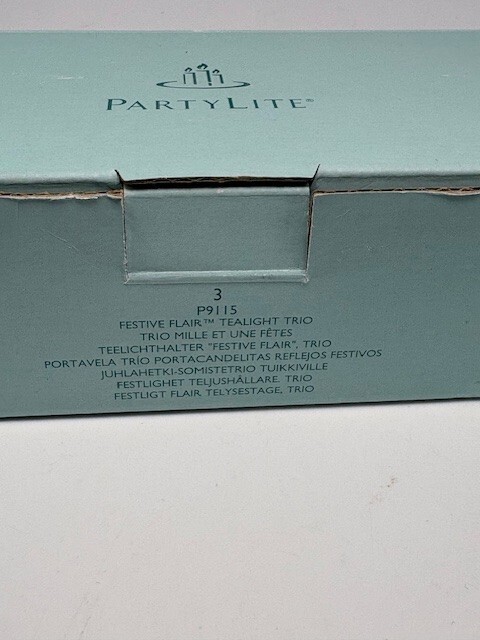 PARTYLITE®
3
P9115
FESTIVE FLAIR™ TEALIGHT TRIO
TRIO MILLE ET UNE FÊTES
TEELICHTHALTER "FESTIVE FLAIR", TRIO
PORTAVELA TRÍO PORTACANDELITAS REFLEJOS FESTIVOS
JUHLAHETKI-SOMISTETRIO TUIKKIVILLE
FESTLIGHET TELJUSHÅLLARE, TRIO
FESTLIGT FLAIR TELYSESTAGE, TRIO